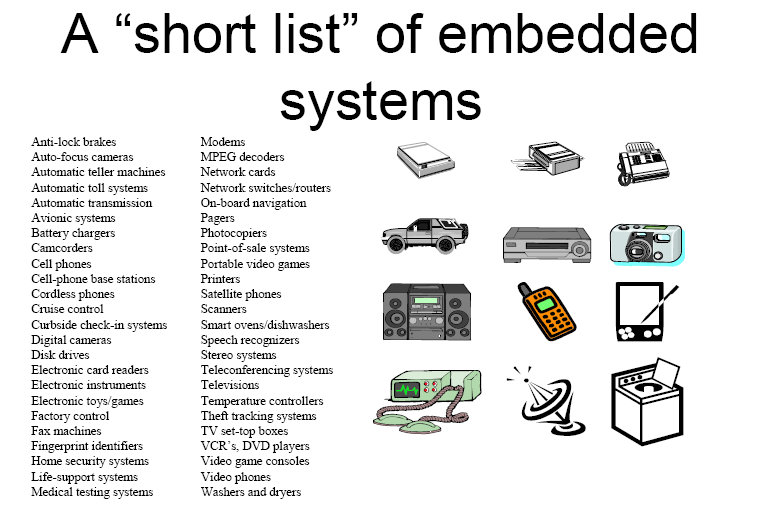 A “short list” of embedded
systems
Anti-lock brakes
Auto-focus cameras
Automatic teller machines
Automatic toll systems
Automatic transmission
Avionic systems
Battery chargers
Camcorders
Cell phones
Cell-phone base stations
Cordless phones
Cruise control
Curbside check-in systems
Digital cameras
Disk drives
Electronic card readers
Electronic instruments
Electronic toys/games
Factory control
Fax machines
Fingerprint identifiers
Home security systems
Life-support systems
Medical testing systems
Modems
MPEG decoders
Network cards
Network switches/routers
On-board navigation
Pagers
Photocopiers
Point-of-sale systems
Portable video games
Printers
Satellite phones
Scanners
Smart ovens/dishwashers
Speech recognizers
Stereo systems
Teleconferencing systems
Televisions
Temperature controllers
Theft tracking systems
TV set-top boxes
VCR’s, DVD players
Video game consoles
Video phones
Washers and dryers